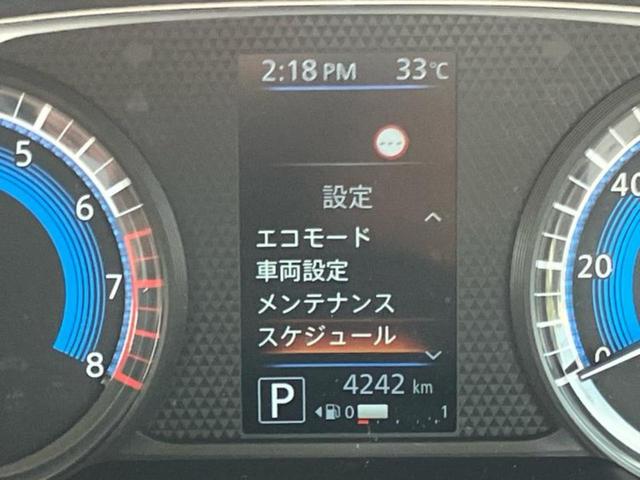 2:18 PM 33℃
設定
エコモード
車両設定
メンテナンス
スケジュール
P 4242 km
0 1
5
6
7
8
40
20
0